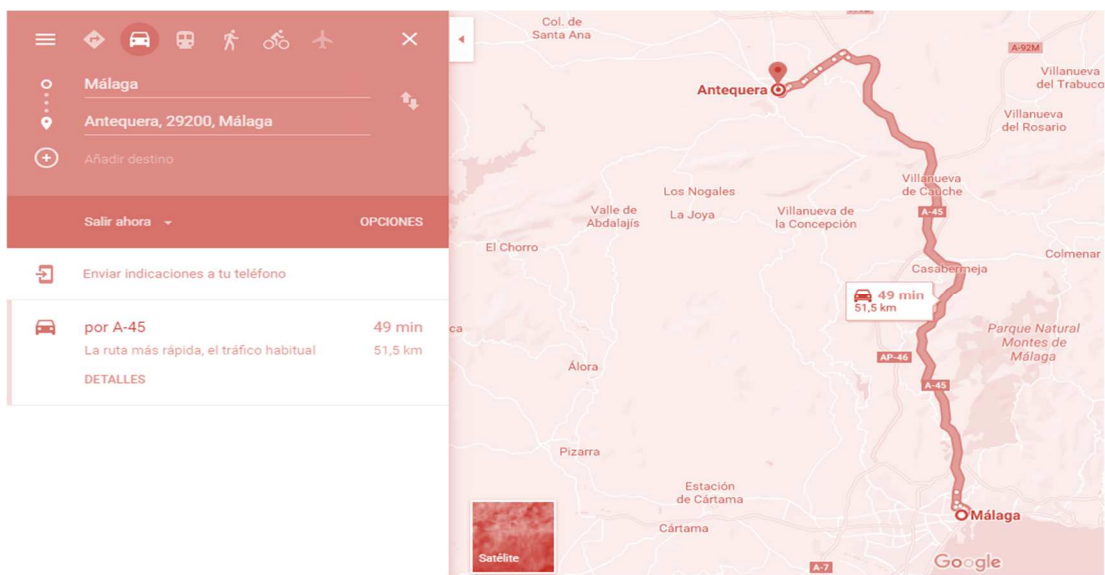 Málaga
Antequera, 29200, Málaga
Añadir destino
Salir ahora
OPCIONES
Enviar indicaciones a tu teléfono
por A-45
49 min
La ruta más rápida, el tráfico habitual
51,5 km
DETALLES
Col. de
Santa Ana
A-92M
Antequera
Villanueva
del Trabuco
Villanueva
del Rosario
Villanueva
de Cauche
Los Nogales
Valle de
Abdalajís
La Joya
Villanueva de
la Concepción
A-45
El Chorro
Colmenar
Casabermeja
49 min
51,5 km
ca
Parque Natural
Montes de
Málaga
AP-46
Álora
A-45
Pizarra
Estación
de Cártama
Málaga
Cártama
Satélite
Google
A-7